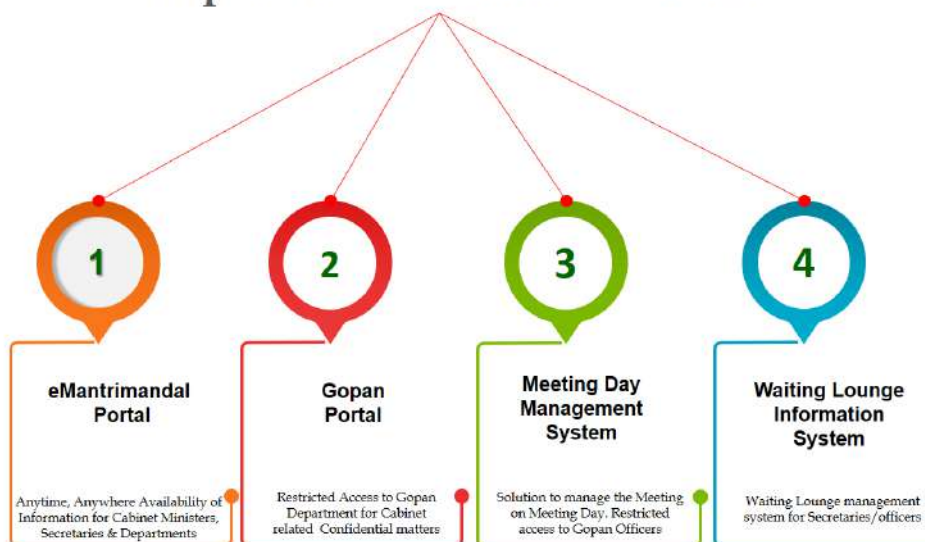 1
2
3
4
eMantrimandal
Portal
Gopan
Portal
Meeting Day
Management
System
Waiting Lounge
Information
System
Anytime, Anywhere Availability of
Information for Cabinet Ministers,
Secretaries & Departments
Restricted Access to Gopan
Department for Cabinet
related Confidential matters
Solution to manage the Meeting
on Meeting Day. Restricted
access to Gopan Officers
Waiting Lounge management
system for Secretaries/officers